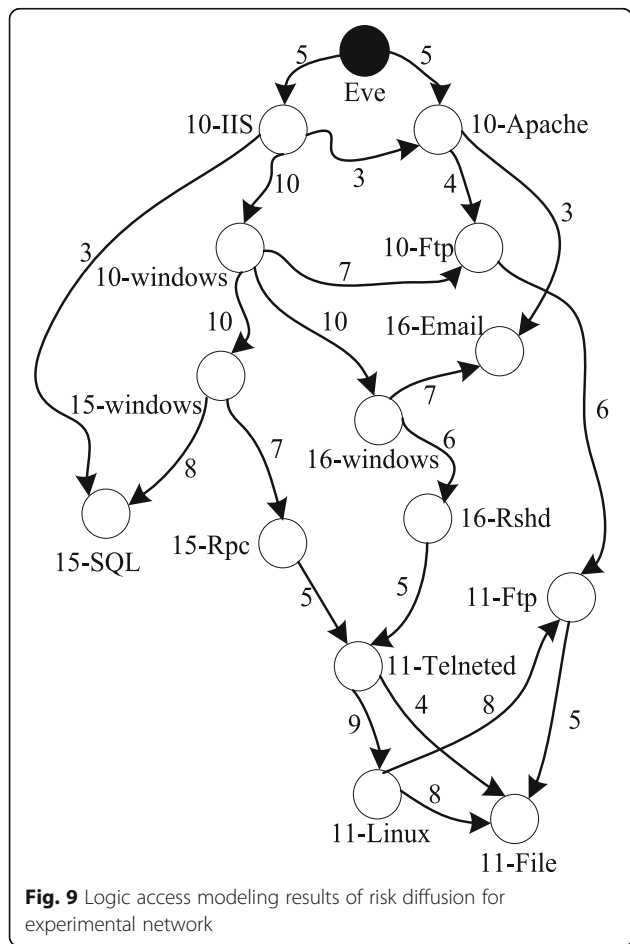 5 5
Eve
10-IIS 10-Apache
10 3 4 3
3
10-windows 7 10-Ftp
10 10 16-Email
15-windows 7 6
8 7 16-windows 6
15-SQL 15-Rpc 16-Rshd
5 5 11-Ftp
11-Telneted
9 4 8 5
11-Linux 8
11-File
Fig. 9 Logic access modeling results of risk diffusion for
experimental network